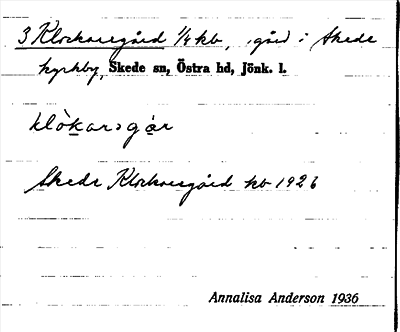 3 Klockaregård 1/4 kb, gård i Skede
kyrkby, Skede sn, Östra hd, Jönk. l.
klòkarɔgår
Skede Klockaregård kb 1926
Annalisa Anderson 1936